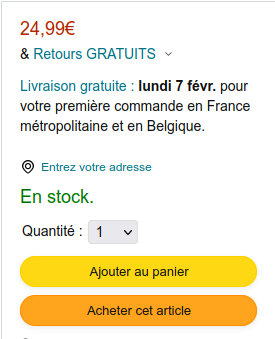 24,99€
& Retours GRATUITS
Livraison gratuite : lundi 7 févr. pour
votre première commande en France
métropolitaine et en Belgique.
Entrez votre adresse
En stock.
Quantité : 1
Ajouter au panier
Acheter cet article